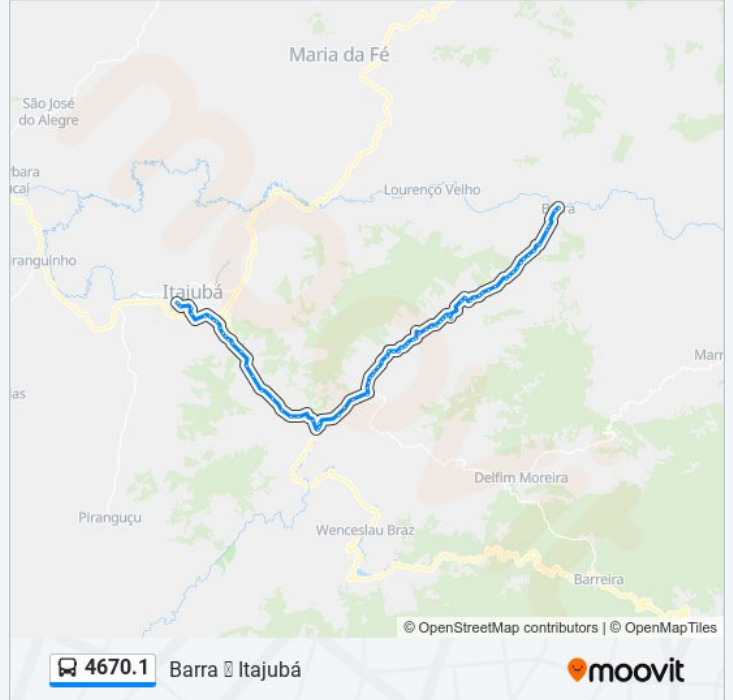 Maria da Fé
São José
do Alegre
Lourenço Velho
Itajubá
Delfim Moreira
Piranguçu
Wenceslau Braz
Barreira
© OpenStreetMap contributors | © OpenMapTiles
4670.1 Barra Itajubá
moovit